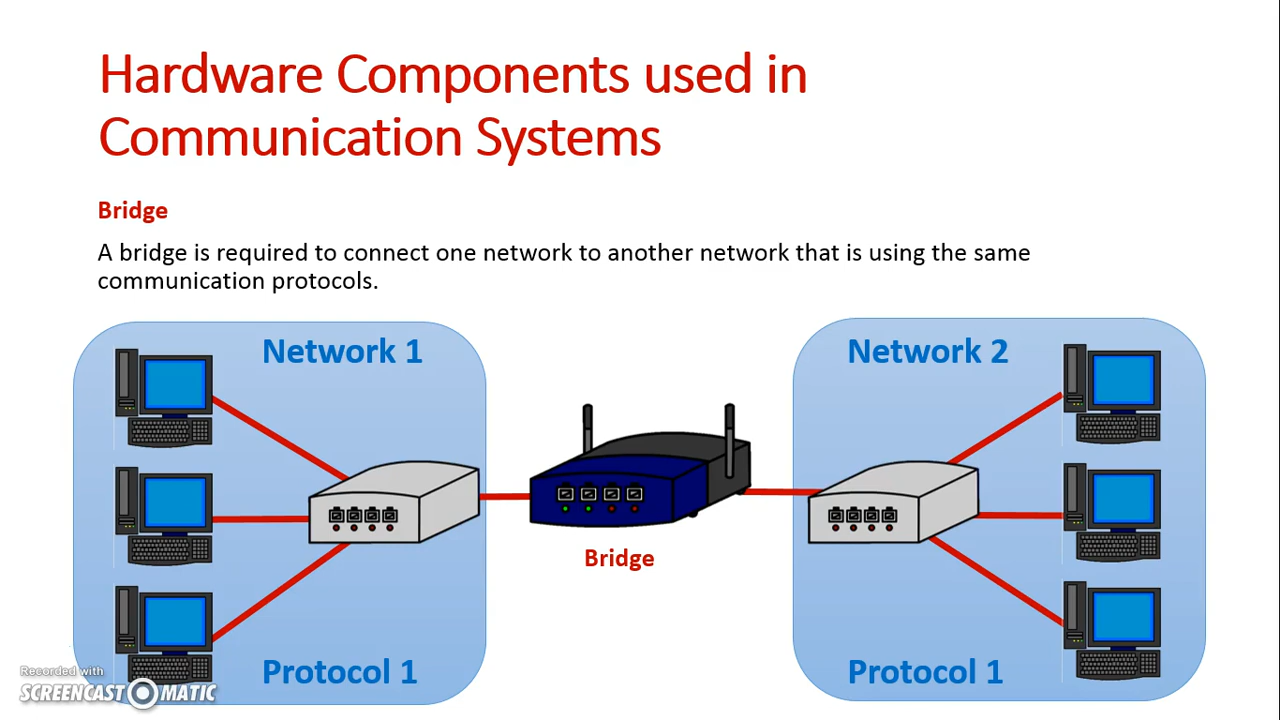 Hardware Components used in
Communication Systems
Bridge
A bridge is required to connect one network to another network that is using the same
communication protocols.
Network 1
Network 2
Bridge
Protocol 1
Protocol 1
Recorded with
SCREENCAST MATIC